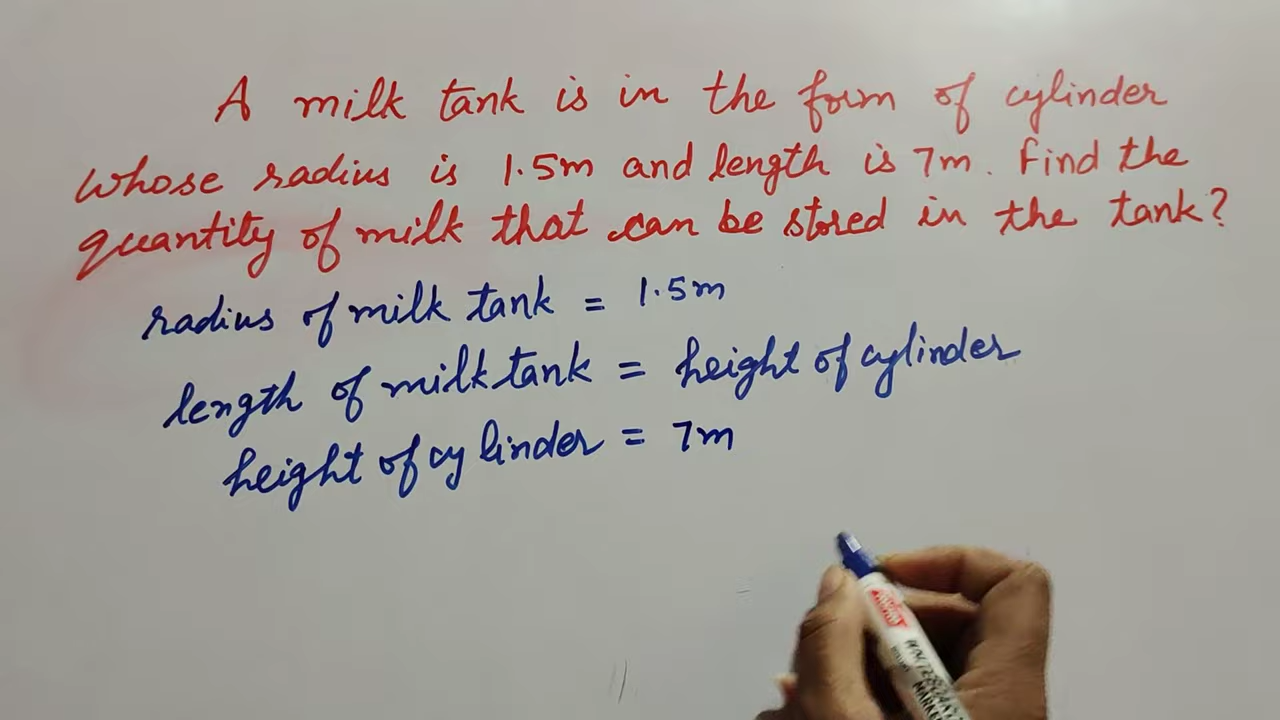 A milk tank is in the form of cylinder
whose radius is 1.5m and length is 7m. Find the
quantity of milk that can be stored in the tank?
radius of milk tank = 1.5m
length of milk tank = height of cylinder
height of cylinder = 7m